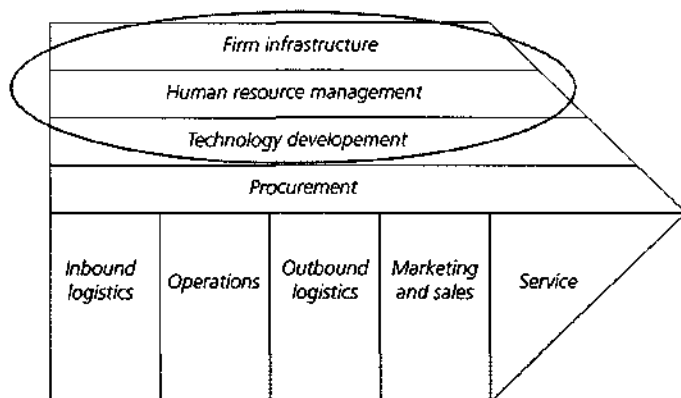 Firm infrastructure
Human resource management
Technology developement
Procurement
Inbound
logistics
Operations
Outbound
logistics
Marketing
and sales
Service